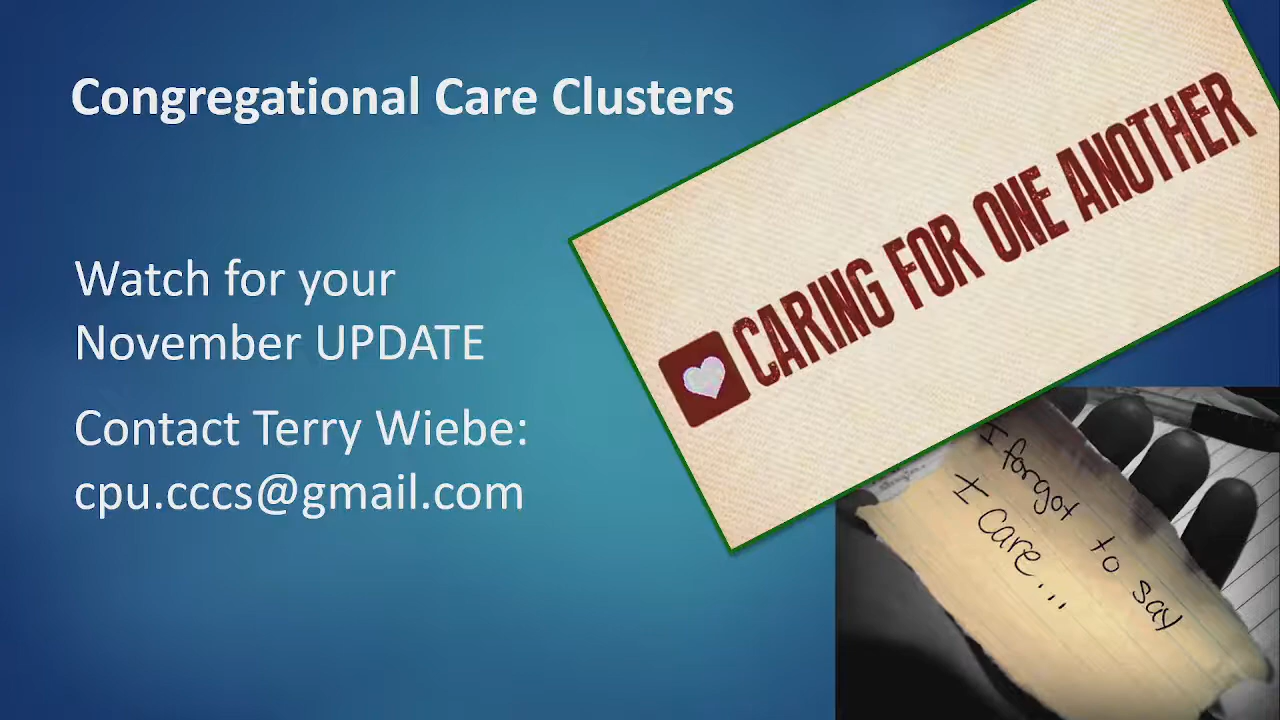 Congregational Care Clusters
Watch for your
November UPDATE
Contact Terry Wiebe:
cpu.cccs@gmail.com
CARING FOR ONE ANOTHER
I forgot to say
I care...